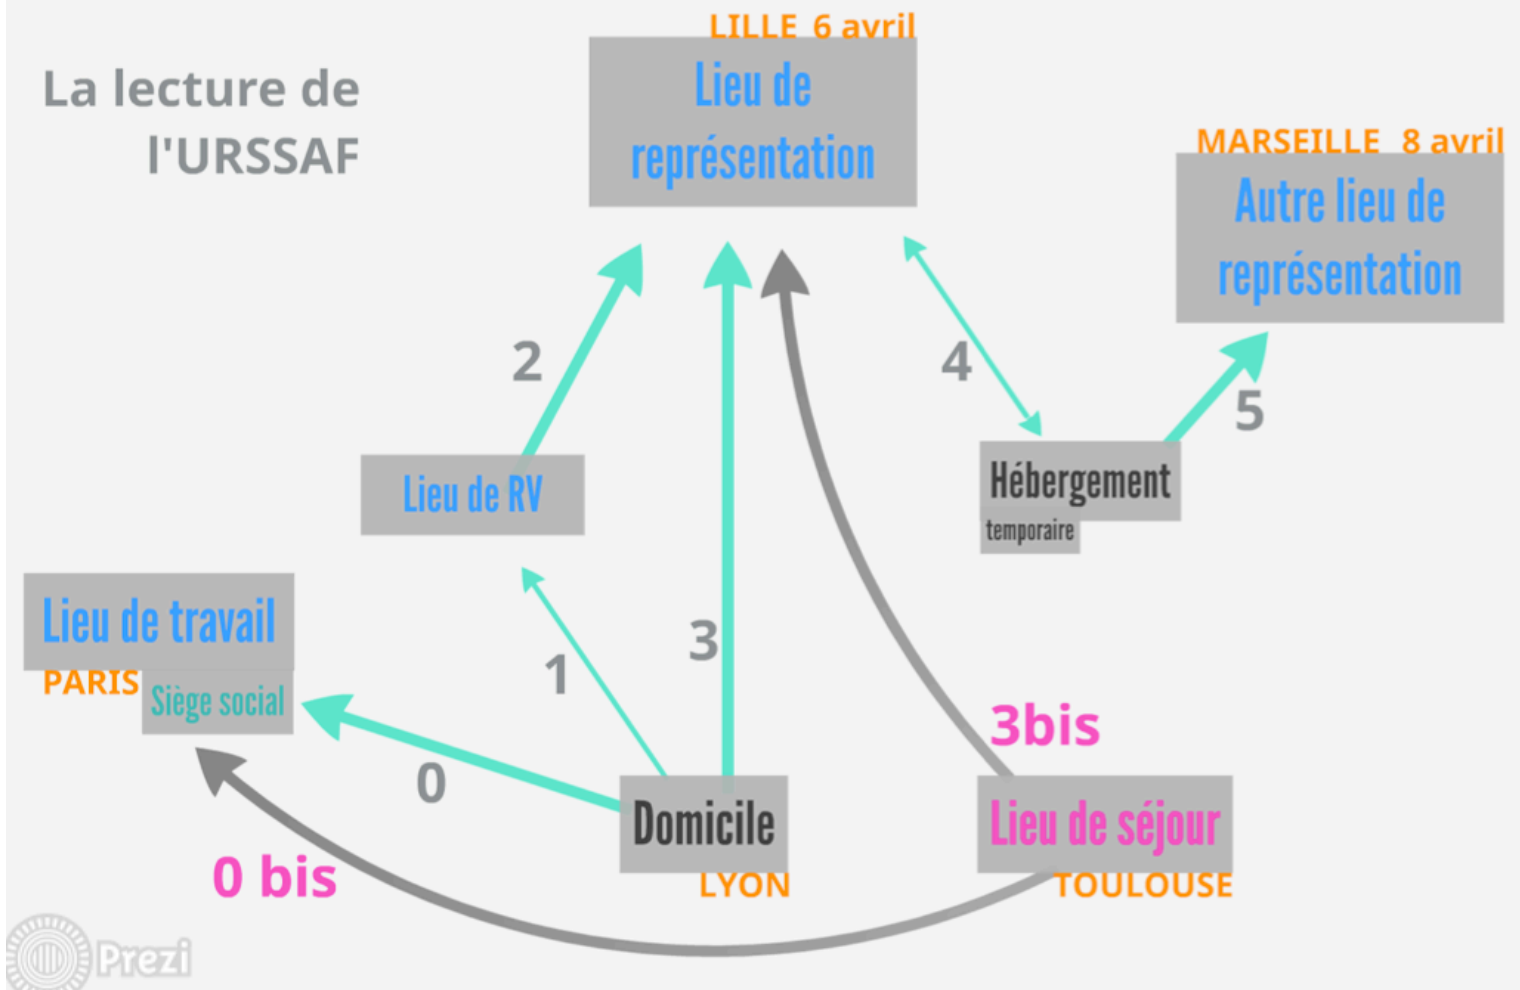 La lecture de
l'URSSAF
LILLE 6 avril
Lieu de
représentation
MARSEILLE 8 avril
Autre lieu de
représentation
2
4
5
Lieu de RV
Hébergement
temporaire
Lieu de travail
PARIS
Siège social
1
3
3bis
0
Domicile
LYON
Lieu de séjour
TOULOUSE
0 bis
Prezi